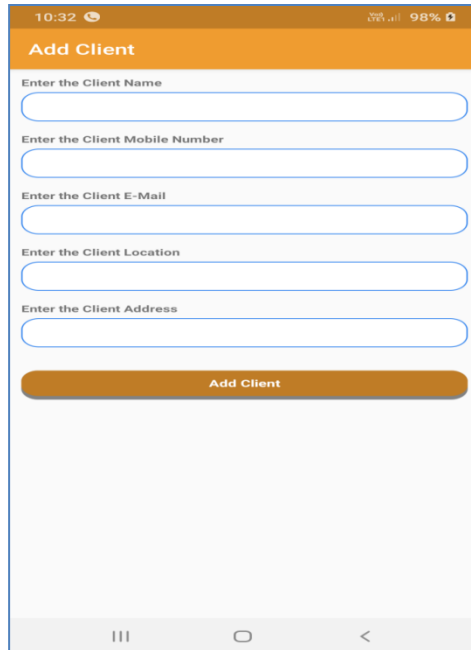 10:32
98%
Add Client
Enter the Client Name
Enter the Client Mobile Number
Enter the Client E-Mail
Enter the Client Location
Enter the Client Address
Add Client